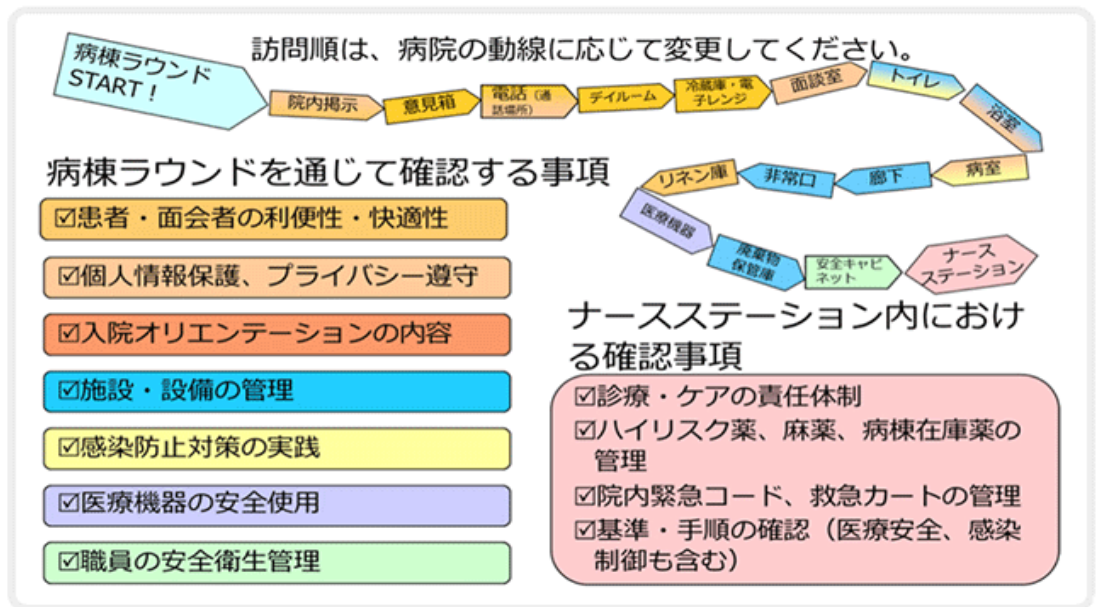 訪問順は、病院の動線に応じて変更してください。
病棟ラウンド
START！
院内掲示
意見箱
電話（通
話場所）
デイルーム
冷蔵庫・電
子レンジ
面談室
トイレ
浴室
病室
廊下
非常口
リネン庫
医療機器
廃棄物
保管庫
安全キャビ
ネット
ナース
ステーション
病棟ラウンドを通じて確認する事項
☑患者・面会者の利便性・快適性
☑個人情報保護、プライバシー遵守
☑入院オリエンテーションの内容
☑施設・設備の管理
☑感染防止対策の実践
☑医療機器の安全使用
☑職員の安全衛生管理
ナースステーション内におけ
る確認事項
☑診療・ケアの責任体制
☑ハイリスク薬、麻薬、病棟在庫薬の
管理
☑院内緊急コード、救急カートの管理
☑基準・手順の確認（医療安全、感染
制御も含む）